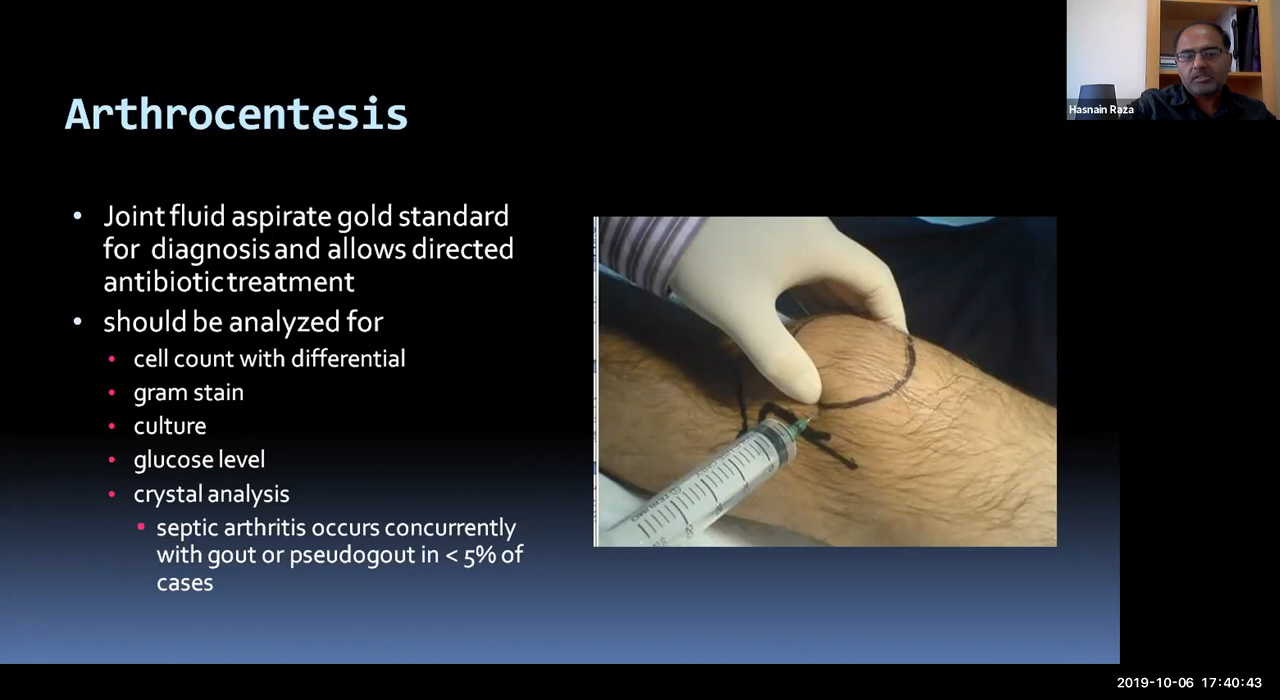 Arthrocentesis
Hasnain Raza
• Joint fluid aspirate gold standard
for diagnosis and allows directed
antibiotic treatment
• should be analyzed for
• cell count with differential
• gram stain
• culture
• glucose level
• crystal analysis
▪ septic arthritis occurs concurrently
with gout or pseudogout in < 5% of
cases
2019-10-06 17:40:43